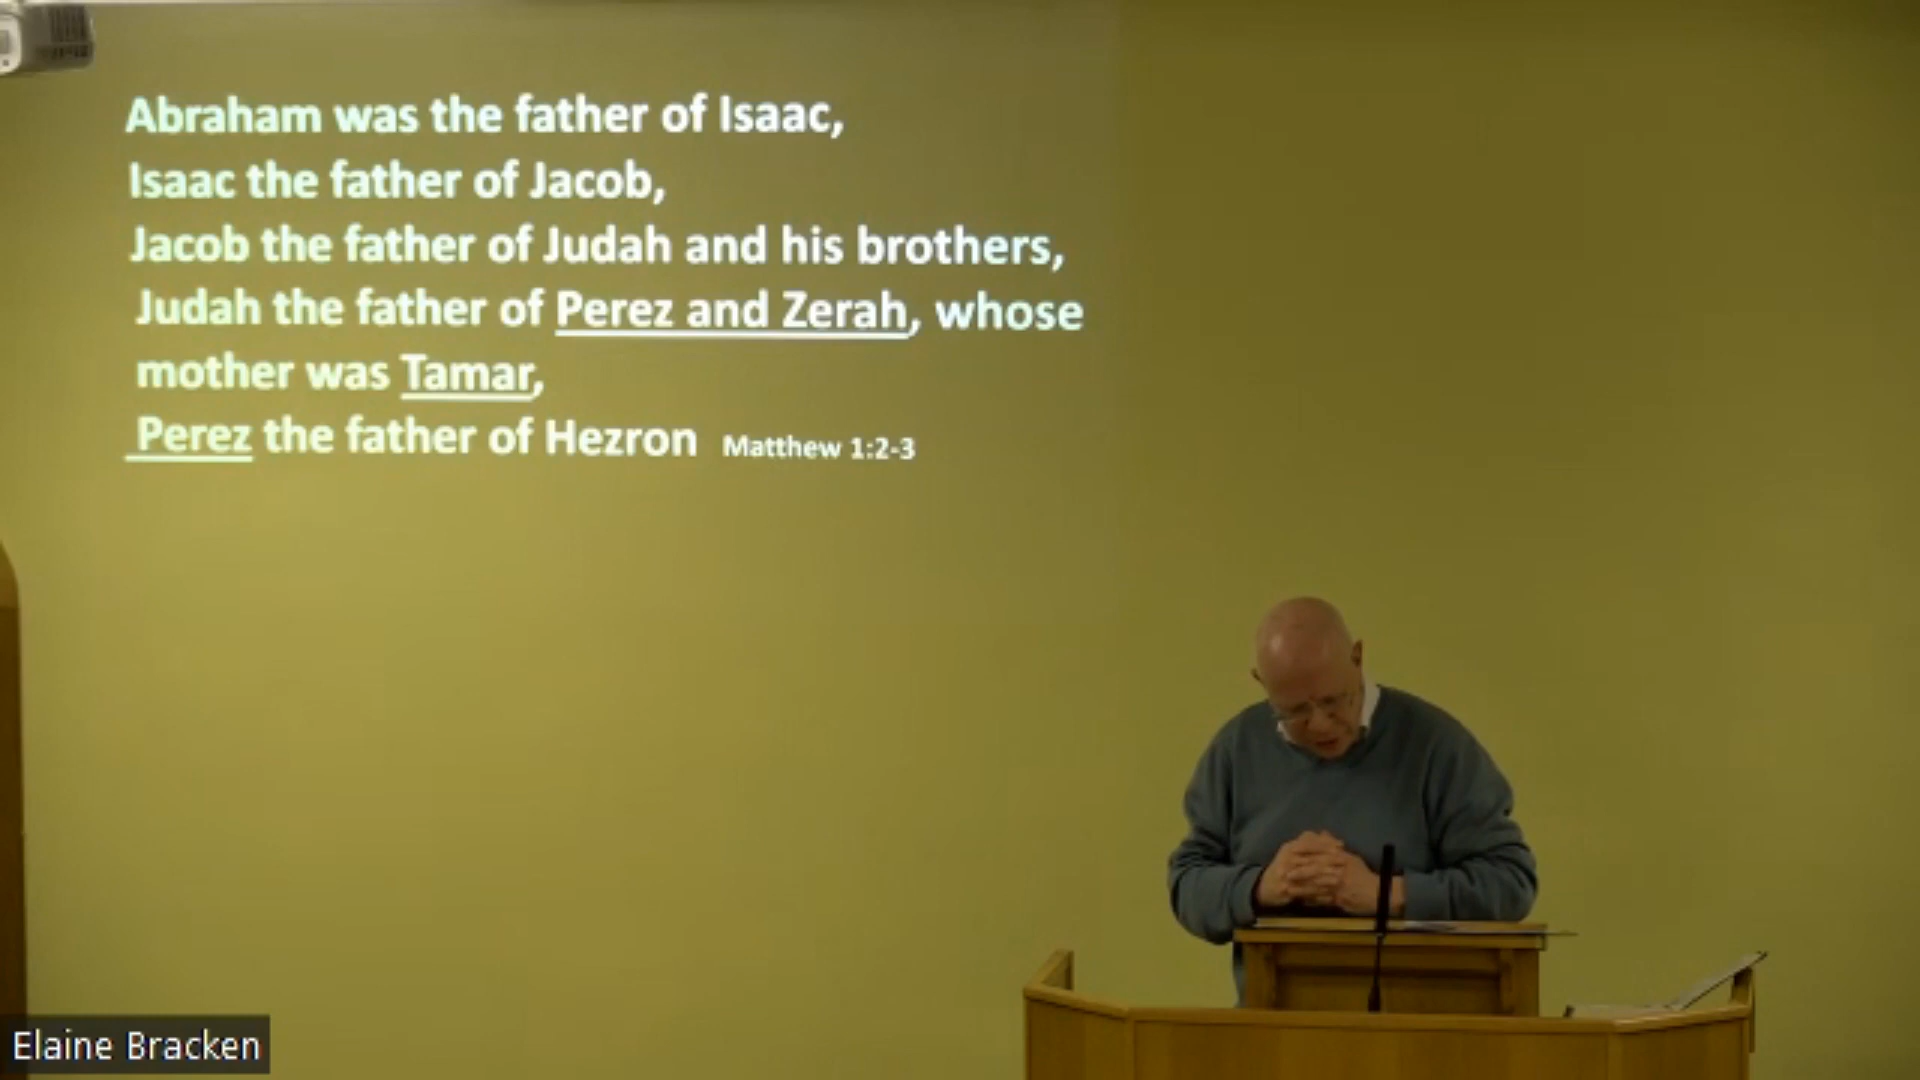 Abraham was the father of Isaac,
Isaac the father of Jacob,
Jacob the father of Judah and his brothers,
Judah the father of Perez and Zerah, whose
mother was Tamar,
Perez the father of Hezron Matthew 1:2-3
Elaine Bracken